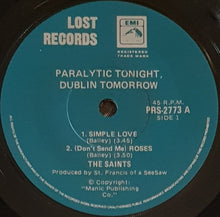 LOST
RECORDS
EMI
REGISTERED
TRADE MARK
PARALYTIC TONIGHT,
DUBLIN TOMORROW
45 R.P.M.
PRS-2773 A
SIDE 1
1. SIMPLE LOVE
(Bailey) (3.45)
2. (Don't Send Me) ROSES
(Bailey) (3.50)
THE SAINTS
Produced by St. Francis of a SeeSaw
© Copyright:
"Manic Publishing
Co."